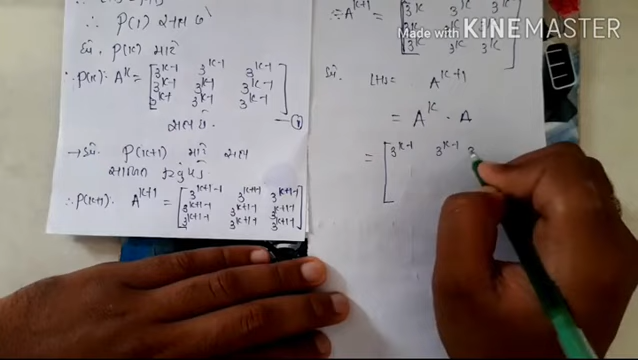 ∴ P(1) સત્ય છે
હવે, P(k) માટે
∴ P(k): A^k = [3^{k-1} 3^{k-1} 3^{k-1}
3^{k-1} 3^{k-1} 3^{k-1}
3^{k-1} 3^{k-1} 3^{k-1}]
સત્ય છે. —①
→ હવે P(k+1) માટે સત્ય
સાબિત કરવું
∴ P(k+1): A^{k+1} = [3^{k+1-1} 3^{k+1-1} 3^{k+1-1}
3^{k+1-1} 3^{k+1-1} 3^{k+1-1}
3^{k+1-1} 3^{k+1-1} 3^{k+1-1}]
∴ A^{k+1} = [3^k 3^k 3^k
3^k 3^k 3^k
3^k 3^k 3^k]
હવે, LHS = A^{k+1}
= A^k · A
= [3^{k-1} 3^{k-1} 3
Made with KINEMASTER